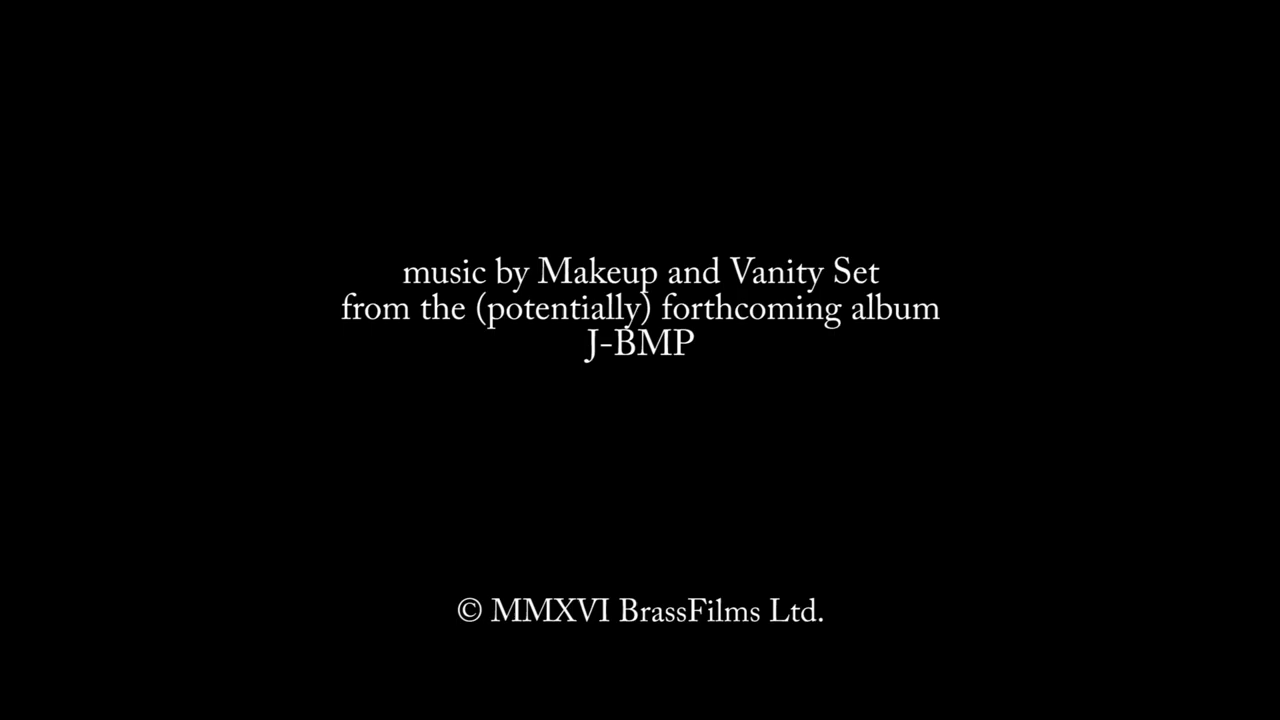 music by Makeup and Vanity Set
from the (potentially) forthcoming album
J-BMP
© MMXVI BrassFilms Ltd.